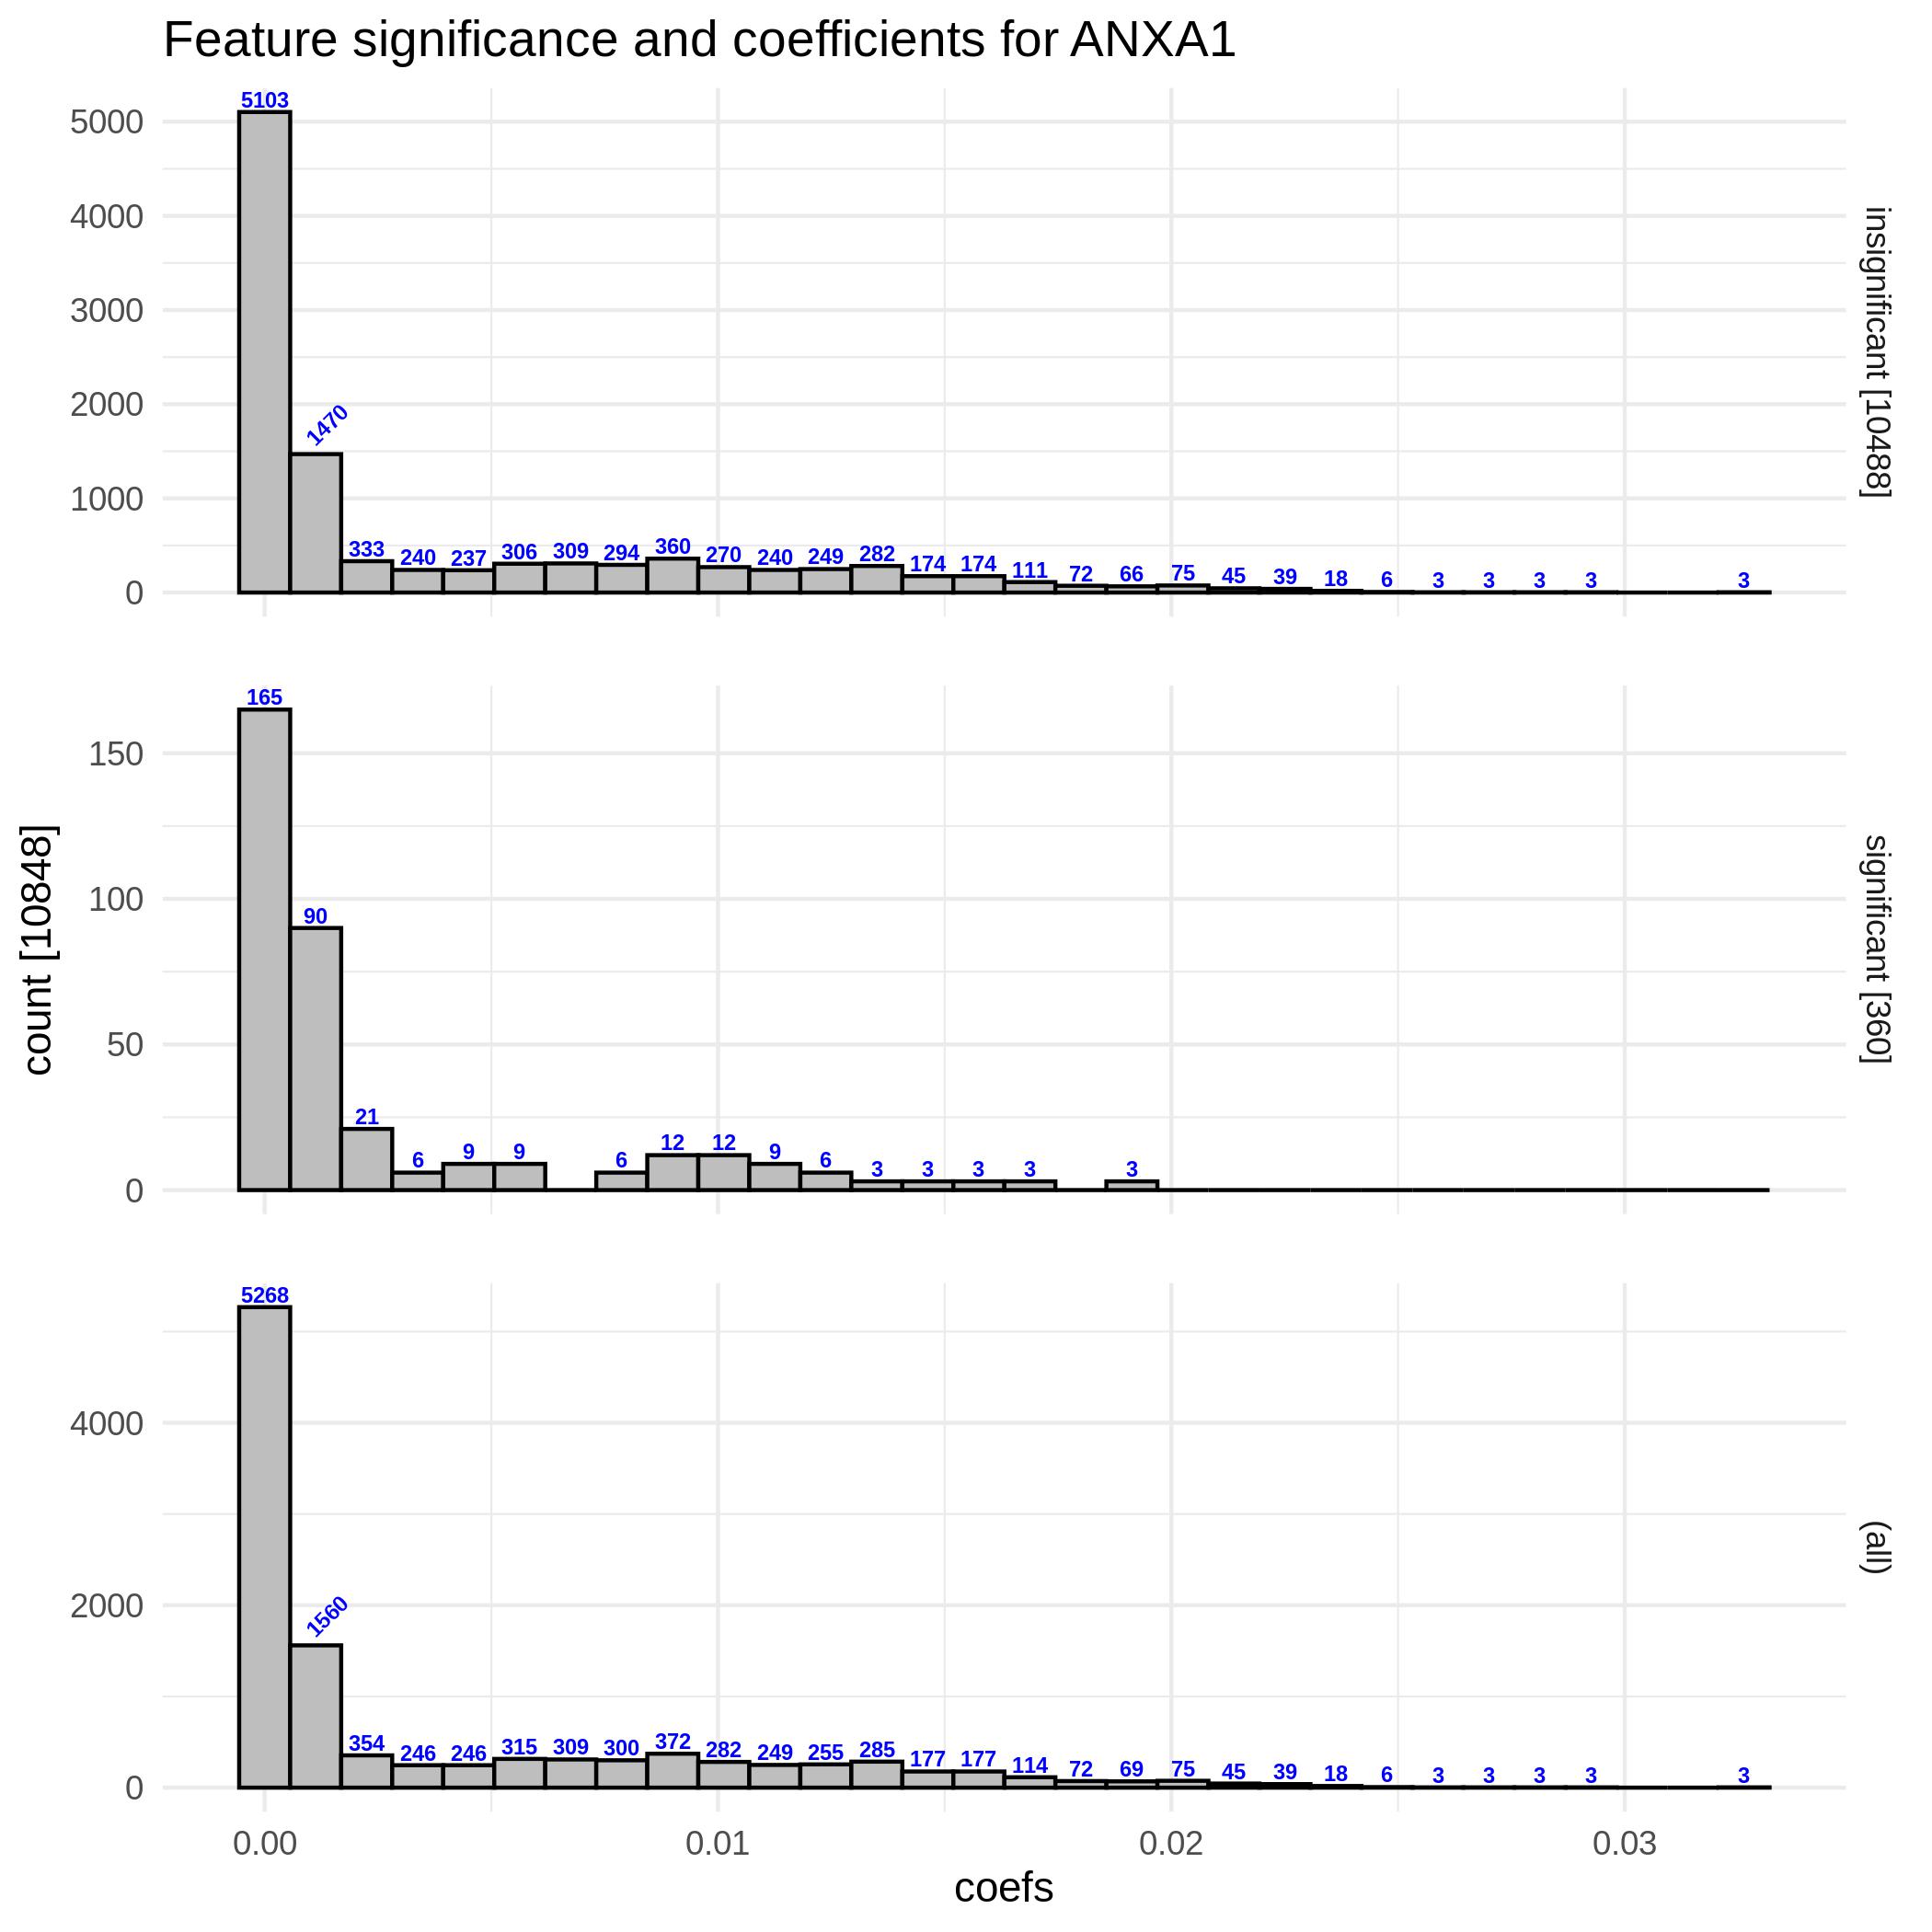 Feature significance and coefficients for ANXA1
5103
5000
4000
3000
2000
1000
0
1470
333 240 237 306 309 294 360 270 240 249 282 174 174 111 72 66 75 45 39 18 6 3 3 3 3 3
insignificant [10488]
165
150
100
50
0
90
21
6 9 9 6 12 12 9 6 3 3 3 3 3
significant [360]
count [10848]
5268
4000
2000
0
1560
354 246 246 315 309 300 372 282 249 255 285 177 177 114 72 69 75 45 39 18 6 3 3 3 3 3
(all)
0.00 0.01 0.02 0.03
coefs